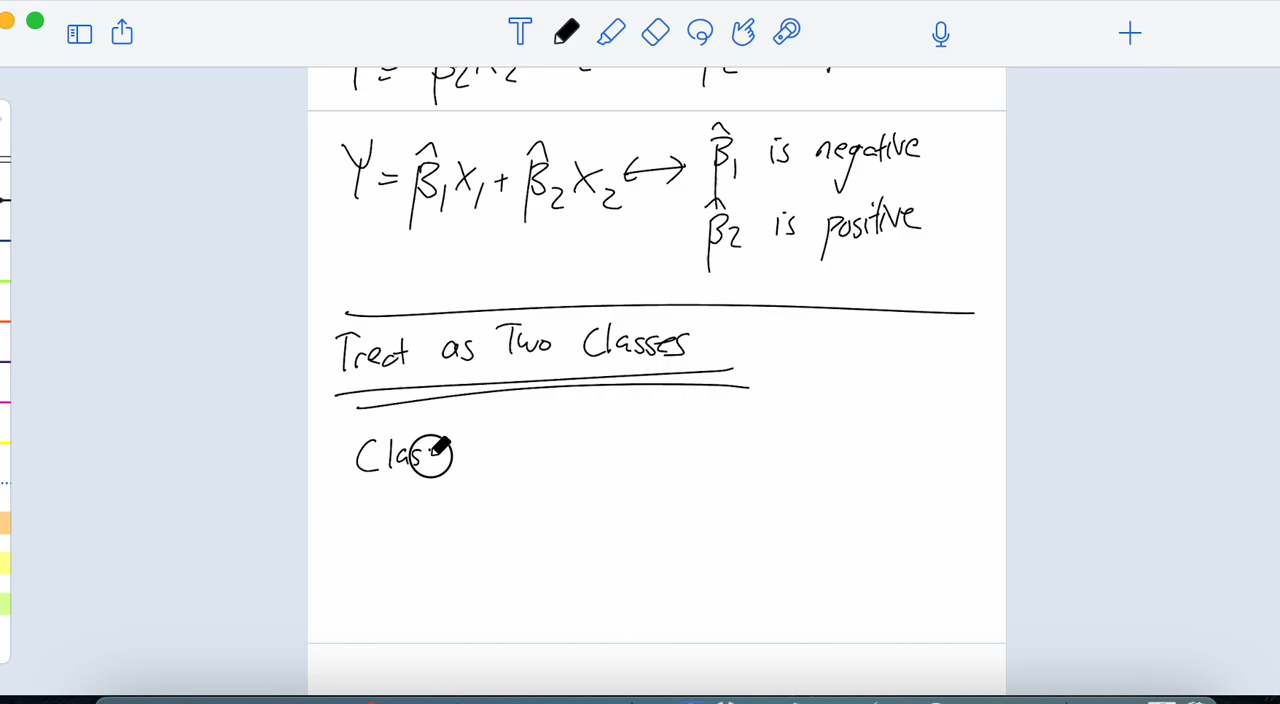 Y = β̂₁X₁ + β̂₂X₂ ↔ β̂₁ is negative
β̂₂ is positive
Treat as Two Classes
Clas